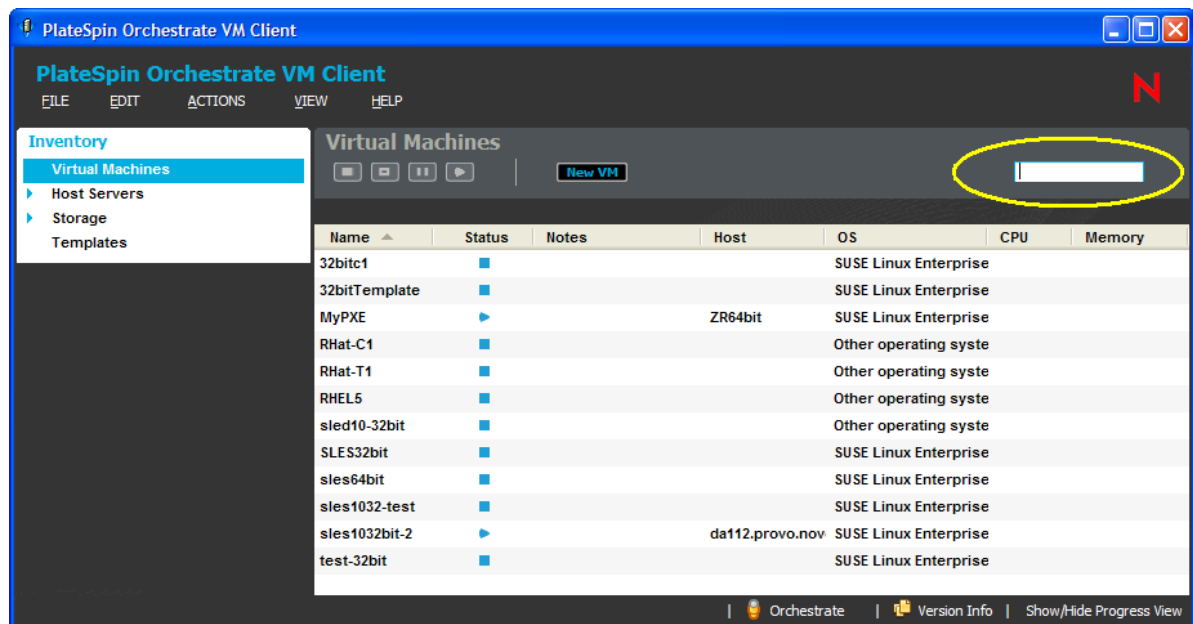 PlateSpin Orchestrate VM Client
PlateSpin Orchestrate VM Client
FILE EDIT ACTIONS VIEW HELP
N
Inventory
Virtual Machines
Host Servers
Storage
Templates
Virtual Machines
New VM
Name Status Notes Host OS CPU Memory
32bitc1 SUSE Linux Enterprise
32bitTemplate SUSE Linux Enterprise
MyPXE ZR64bit SUSE Linux Enterprise
RHat-C1 Other operating syste
RHat-T1 Other operating syste
RHEL5 Other operating syste
sled10-32bit Other operating syste
SLES32bit SUSE Linux Enterprise
sles64bit SUSE Linux Enterprise
sles1032-test SUSE Linux Enterprise
sles1032bit-2 da112.provo.nov SUSE Linux Enterprise
test-32bit SUSE Linux Enterprise
| Orchestrate | Version Info | Show/Hide Progress View